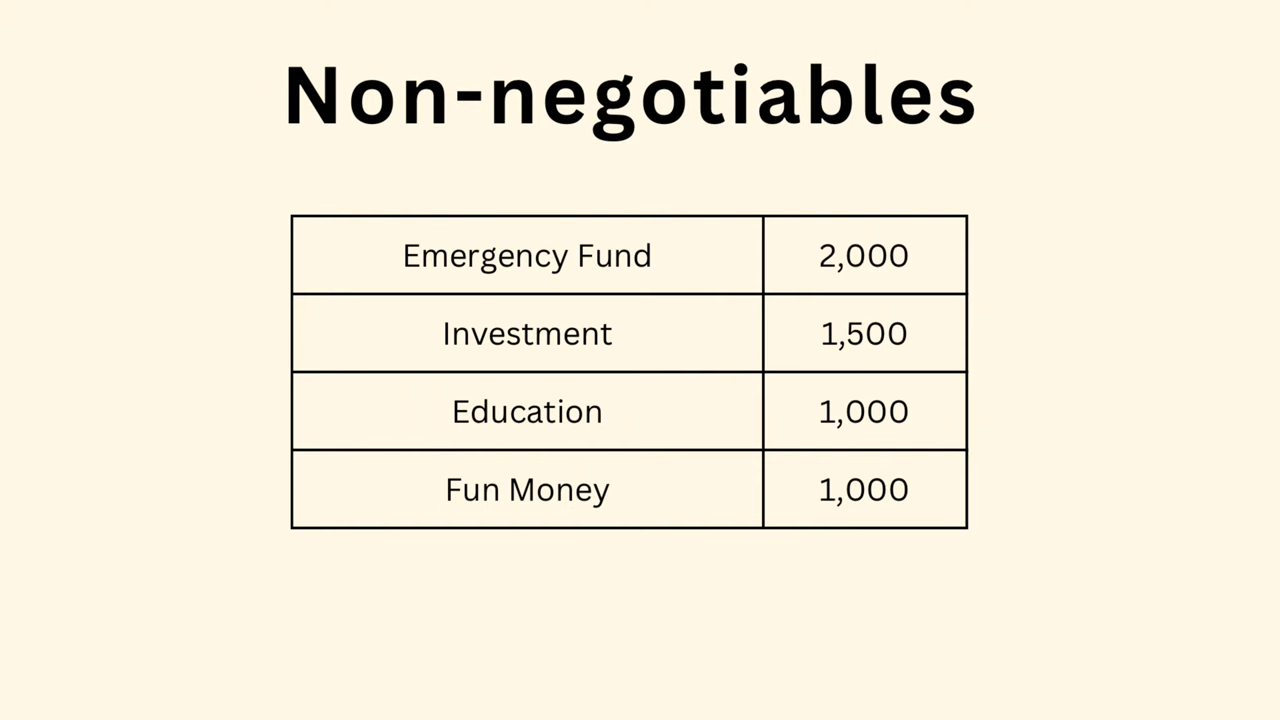 Non-negotiables
Emergency Fund 2,000
Investment 1,500
Education 1,000
Fun Money 1,000